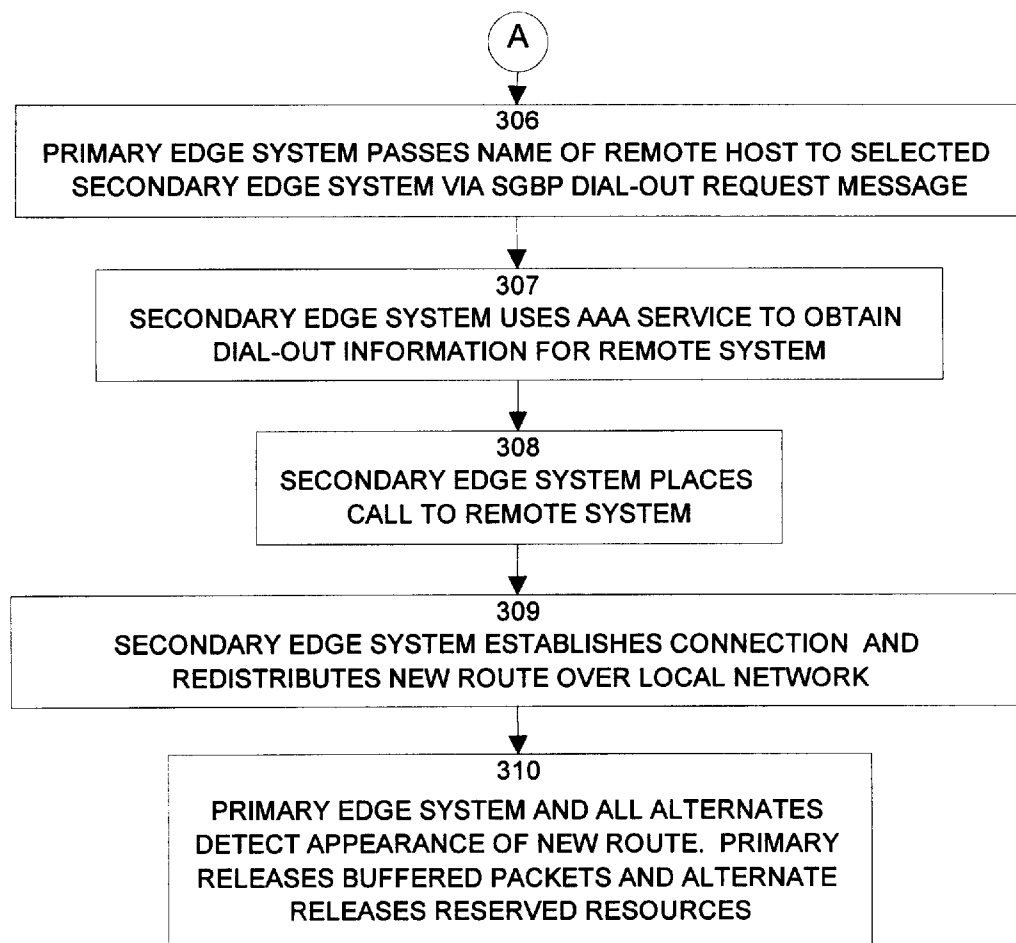 A
306
PRIMARY EDGE SYSTEM PASSES NAME OF REMOTE HOST TO SELECTED
SECONDARY EDGE SYSTEM VIA SGBP DIAL-OUT REQUEST MESSAGE
307
SECONDARY EDGE SYSTEM USES AAA SERVICE TO OBTAIN
DIAL-OUT INFORMATION FOR REMOTE SYSTEM
308
SECONDARY EDGE SYSTEM PLACES
CALL TO REMOTE SYSTEM
309
SECONDARY EDGE SYSTEM ESTABLISHES CONNECTION AND
REDISTRIBUTES NEW ROUTE OVER LOCAL NETWORK
310
PRIMARY EDGE SYSTEM AND ALL ALTERNATES
DETECT APPEARANCE OF NEW ROUTE. PRIMARY
RELEASES BUFFERED PACKETS AND ALTERNATE
RELEASES RESERVED RESOURCES